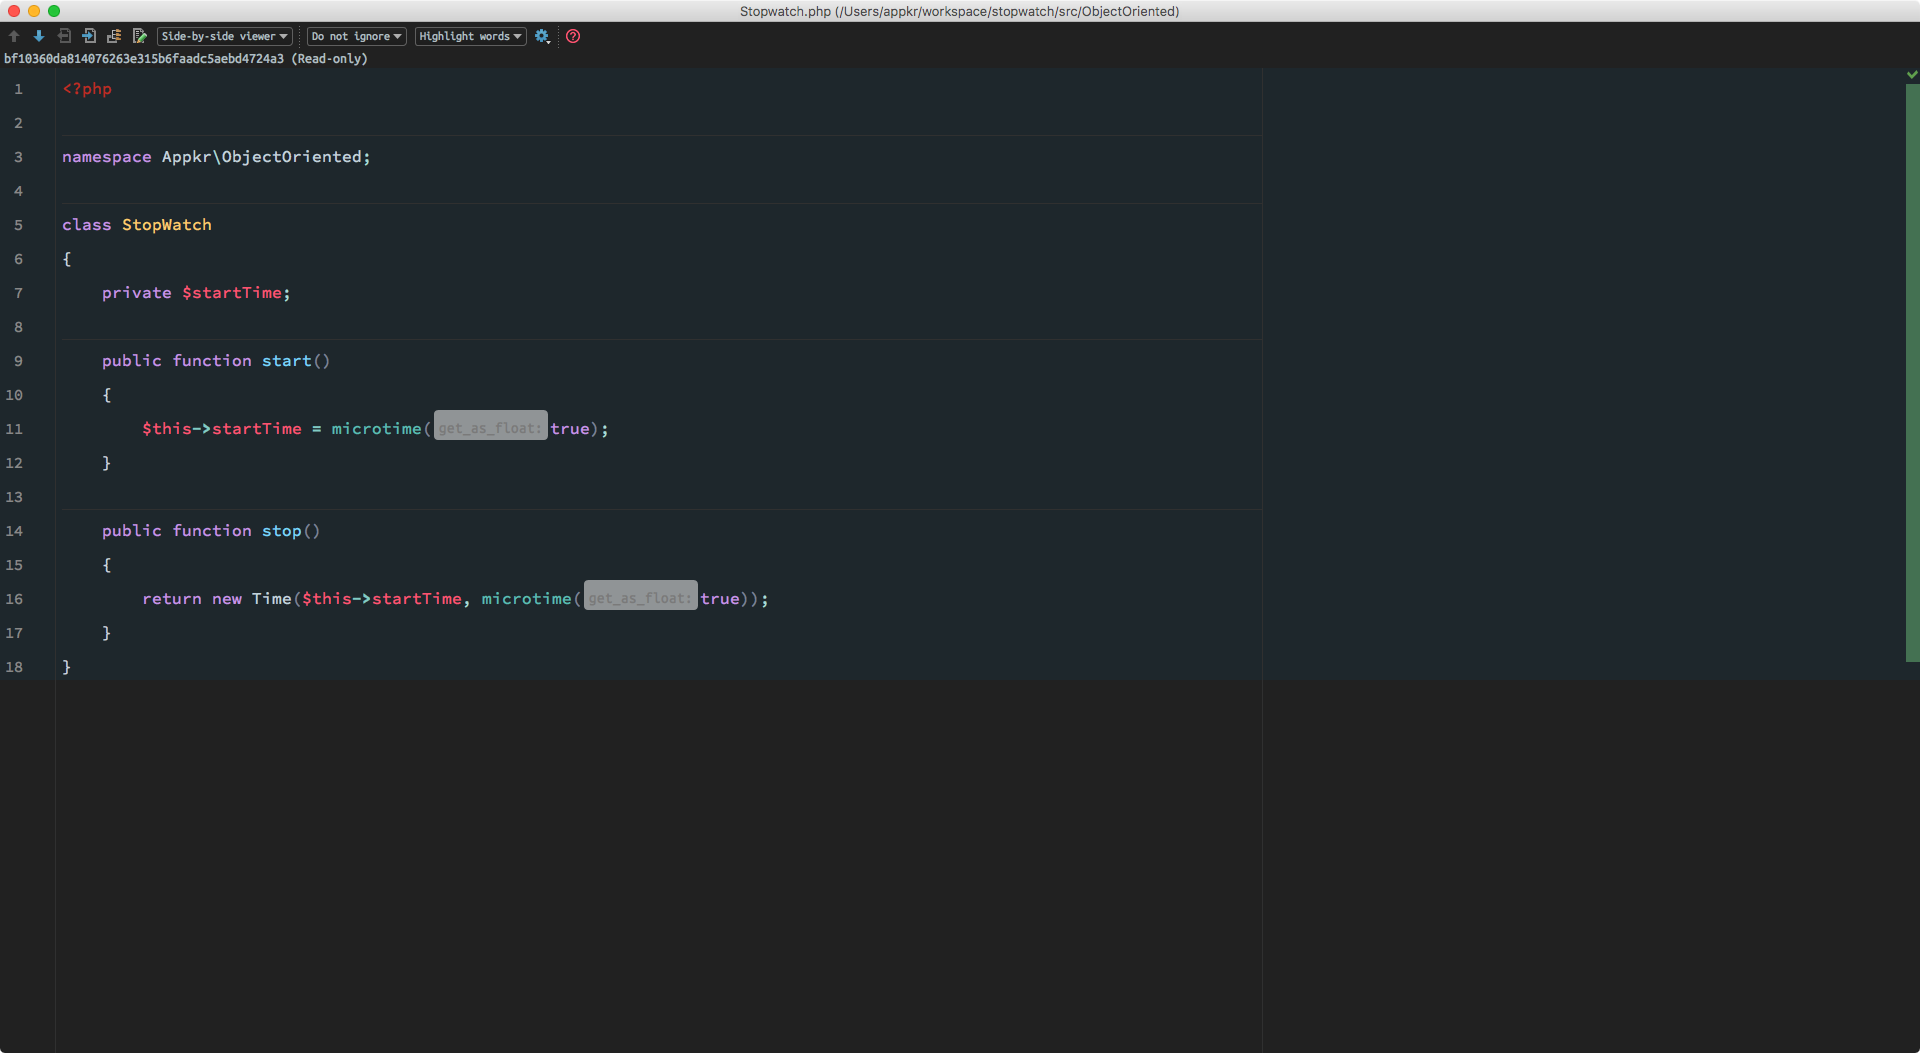 Stopwatch.php (/Users/appkr/workspace/stopwatch/src/ObjectOriented)
Side-by-side viewer Do not ignore Highlight words ?
bf10360da814076263e315b6faadc5aebd4724a3 (Read-only)
1 <?php
2
3 namespace Appkr\ObjectOriented;
4
5 class StopWatch
6 {
7     private $startTime;
8
9     public function start()
10     {
11         $this->startTime = microtime( get_as_float: true);
12     }
13
14     public function stop()
15     {
16         return new Time($this->startTime, microtime( get_as_float: true));
17     }
18 }